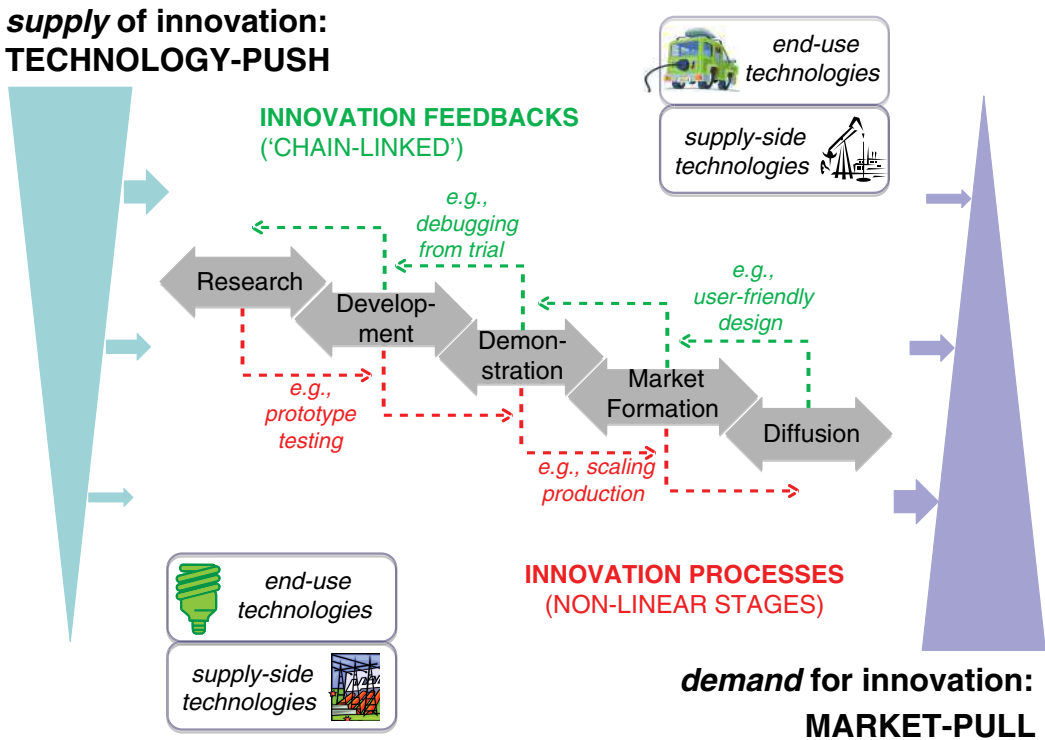 supply of innovation:
TECHNOLOGY-PUSH
end-use
technologies
supply-side
technologies
INNOVATION FEEDBACKS
(‘CHAIN-LINKED’)
e.g.,
debugging
from trial
e.g.,
user-friendly
design
Research
Develop-
ment
Demon-
stration
Market
Formation
Diffusion
e.g.,
prototype
testing
e.g., scaling
production
INNOVATION PROCESSES
(NON-LINEAR STAGES)
end-use
technologies
supply-side
technologies
demand for innovation:
MARKET-PULL